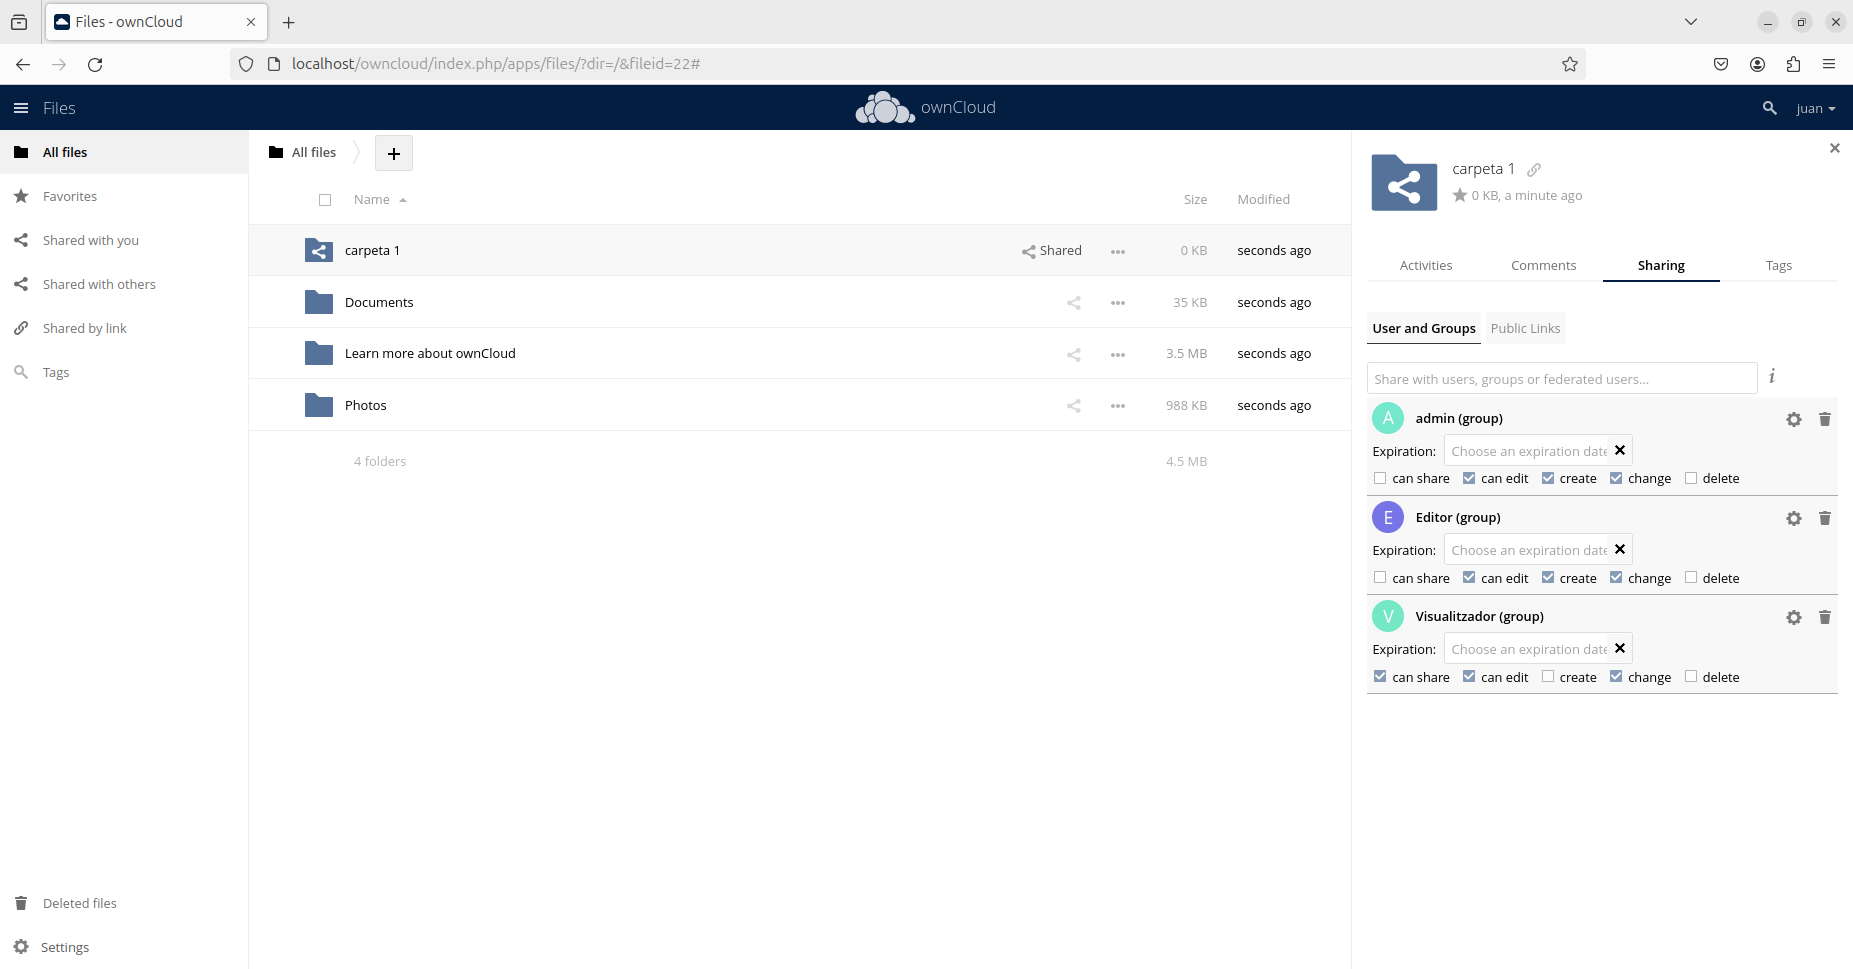 Files - ownCloud
localhost/owncloud/index.php/apps/files/?dir=/&fileid=22#
Files
ownCloud
juan
All files
Favorites
Shared with you
Shared with others
Shared by link
Tags
Deleted files
Settings
All files
+
Name
Size
Modified
carpeta 1
Shared
0 KB
seconds ago
Documents
35 KB
seconds ago
Learn more about ownCloud
3.5 MB
seconds ago
Photos
988 KB
seconds ago
4 folders
4.5 MB
carpeta 1
0 KB, a minute ago
Activities
Comments
Sharing
Tags
User and Groups
Public Links
Share with users, groups or federated users...
i
A
admin (group)
Expiration:
Choose an expiration date
can share
can edit
create
change
delete
E
Editor (group)
Expiration:
Choose an expiration date
can share
can edit
create
change
delete
V
Visualitzador (group)
Expiration:
Choose an expiration date
can share
can edit
create
change
delete